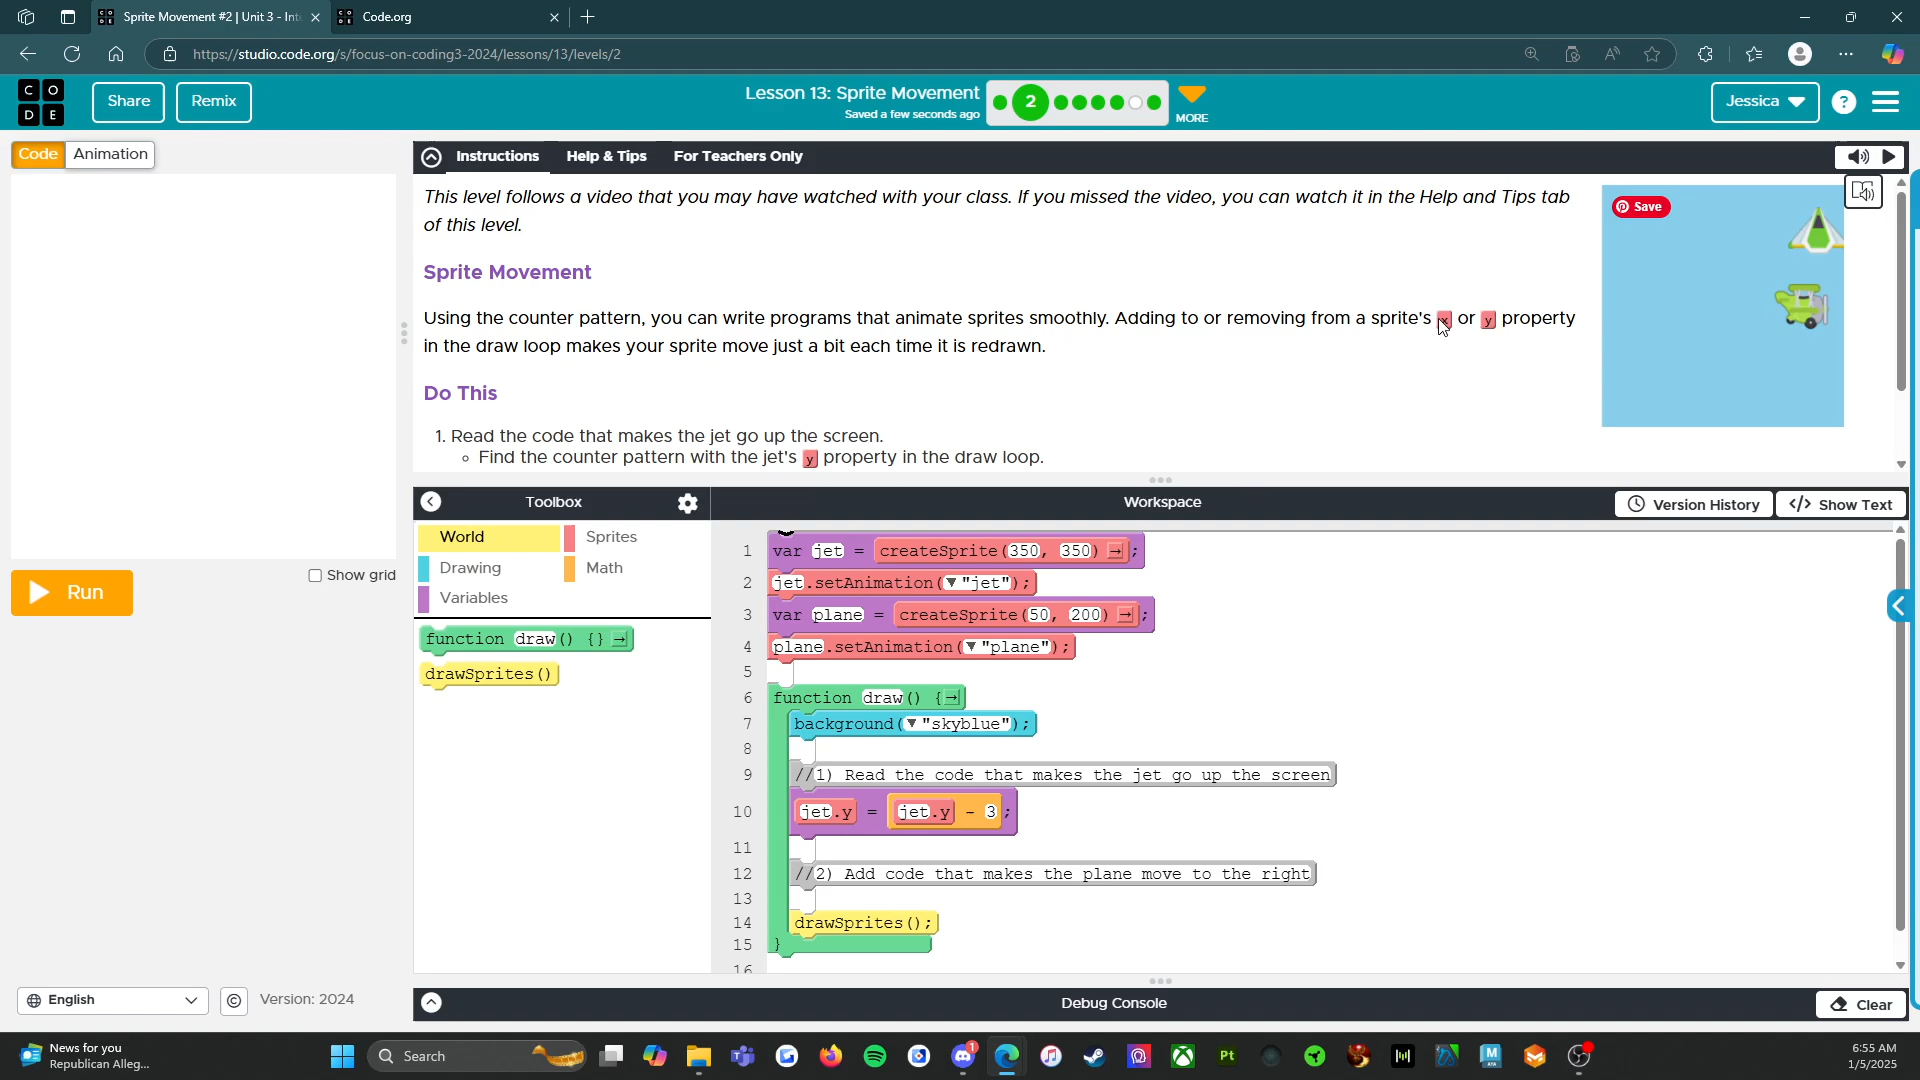 Sprite Movement #2 | Unit 3 - Int
Code.org
https://studio.code.org/s/focus-on-coding3-2024/lessons/13/levels/2
C O
D E
Share
Remix
Lesson 13: Sprite Movement
Saved a few seconds ago
2
MORE
Jessica
?
Code
Animation
Instructions
Help & Tips
For Teachers Only
This level follows a video that you may have watched with your class. If you missed the video, you can watch it in the Help and Tips tab
of this level.
Save
Sprite Movement
Using the counter pattern, you can write programs that animate sprites smoothly. Adding to or removing from a sprite's x or y property
in the draw loop makes your sprite move just a bit each time it is redrawn.
Do This
1. Read the code that makes the jet go up the screen.
Find the counter pattern with the jet's y property in the draw loop.
Toolbox
Workspace
Version History
</> Show Text
World
Sprites
Drawing
Math
Variables
function draw() {} →
drawSprites()
Run
Show grid
1 var jet = createSprite(350, 350) → ;
2 jet.setAnimation(▼ "jet");
3 var plane = createSprite(50, 200) → ;
4 plane.setAnimation(▼ "plane");
5
6 function draw() { →
7 background(▼ "skyblue");
8
9 //1) Read the code that makes the jet go up the screen
10 jet.y = jet.y - 3;
11
12 //2) Add code that makes the plane move to the right
13
14 drawSprites();
15 }
16
English
©
Version: 2024
Debug Console
Clear
News for you
Republican Alleg...
Search
1
Pt
M
6:55 AM
1/5/2025